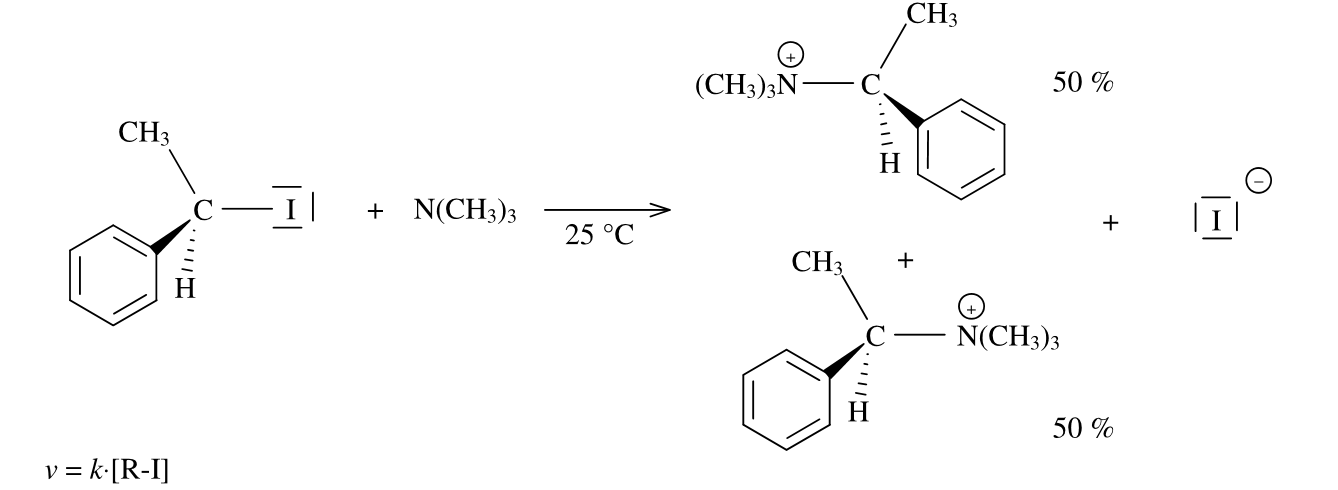 CH₃
(CH₃)₃N⊕ C 50 %
H
CH₃
C I + N(CH₃)₃ 25 °C + I ⊖
H
CH₃ +
C N⊕(CH₃)₃
H
50 %
v = k·[R-I]